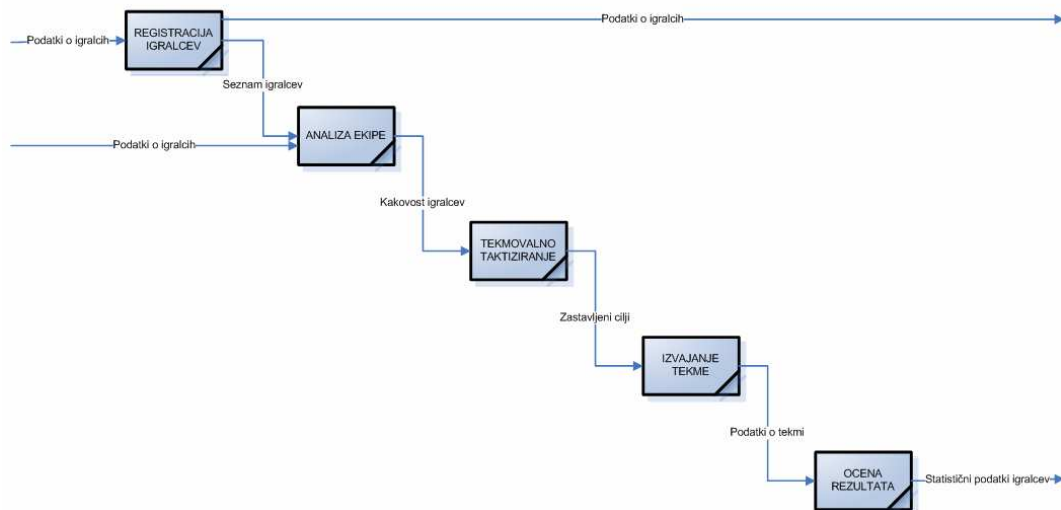 Podatki o igralcih
Podatki o igralcih
REGISTRACIJA
IGRALCEV
Seznam igralcev
ANALIZA EKIPE
Podatki o igralcih
Kakovost igralcev
TEKMOVALNO
TAKTIZIRANJE
Zastavljeni cilji
IZVAJANJE
TEKME
Podatki o tekmi
OCENA
REZULTATA
Statistični podatki igralcev